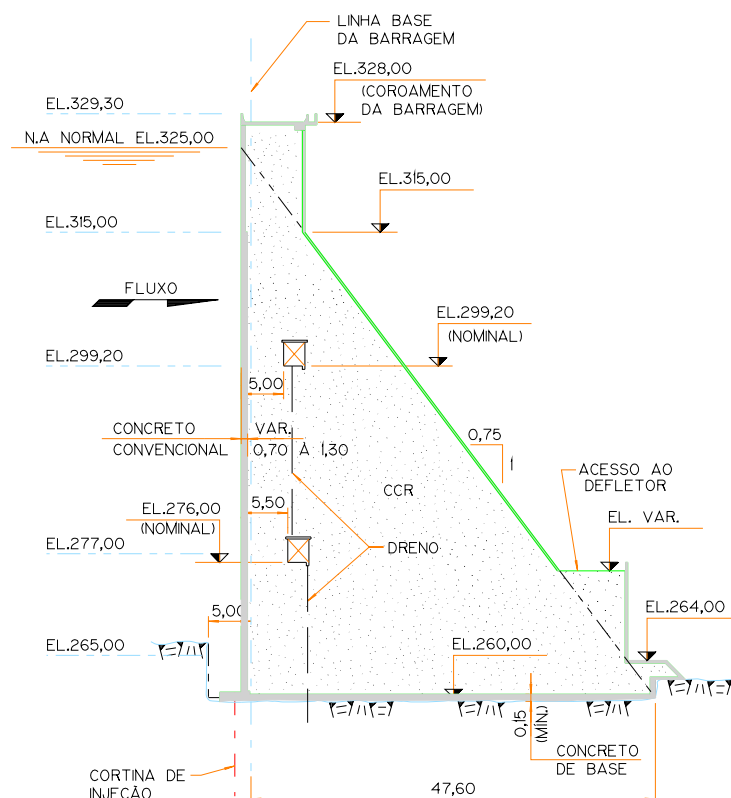 LINHA BASE
DA BARRAGEM
EL.328,00
(COROAMENTO
DA BARRAGEM)
EL.329,30
N.A NORMAL EL.325,00
EL.315,00
EL.315,00
FLUXO
EL.299,20
(NOMINAL)
EL.299,20
5,00
CONCRETO
CONVENCIONAL
VAR.
0,70 À 1,30
0,75
1
ACESSO AO
DEFLETOR
CCR
EL.276,00
(NOMINAL)
5,50
EL. VAR.
EL.277,00
DRENO
5,00
EL.264,00
EL.265,00
EL.260,00
0,15
(MÍN.)
CONCRETO
DE BASE
CORTINA DE
INJEÇÃO
47,60